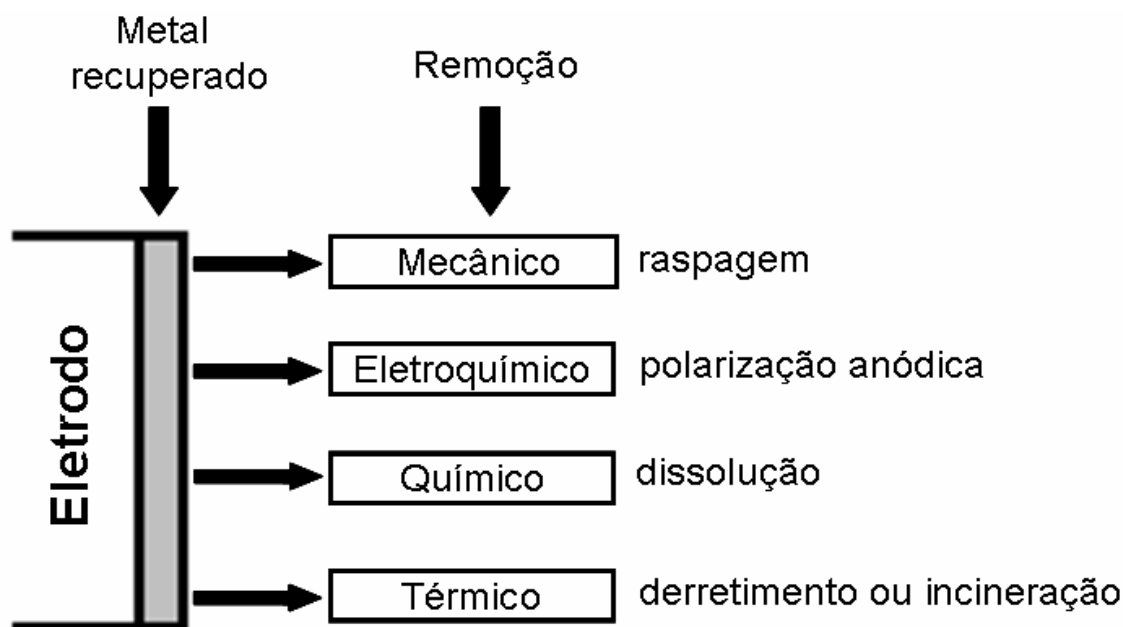 Metal
recuperado
Remoção
Mecânico
raspagem
Eletroquímico
polarização anódica
Químico
dissolução
Térmico
derretimento ou incineração
Eletrodo